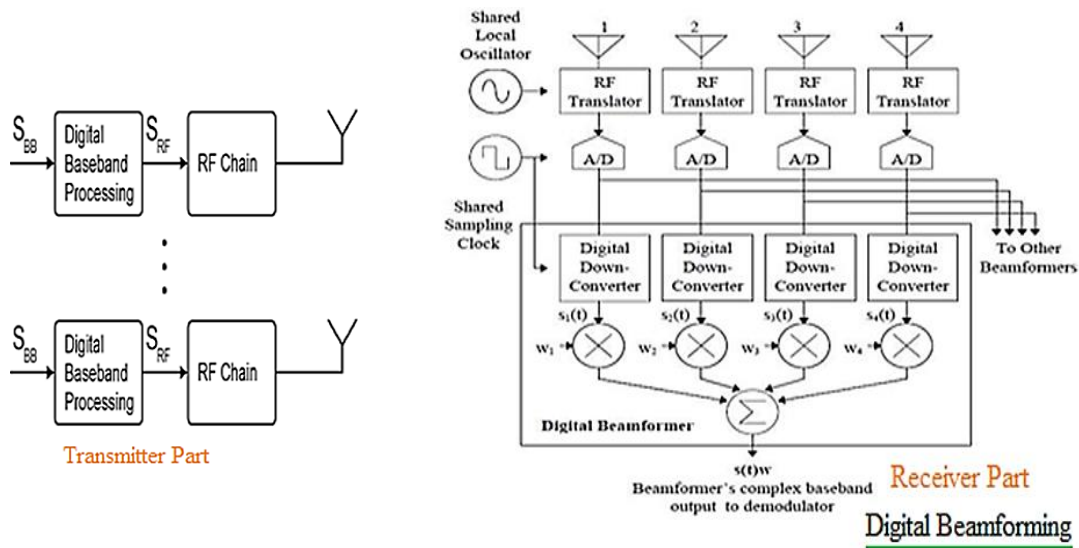 S_BB
Digital
Baseband
Processing
S_RF
RF Chain
S_BB
Digital
Baseband
Processing
S_RF
RF Chain
Transmitter Part
Shared
Local
Oscillator
1
2
3
4
RF
Translator
RF
Translator
RF
Translator
RF
Translator
A/D
A/D
A/D
A/D
Shared
Sampling
Clock
To Other
Beamformers
Digital
Down-
Converter
Digital
Down-
Converter
Digital
Down-
Converter
Digital
Down-
Converter
s₁(t)
s₂(t)
s₃(t)
s₄(t)
w₁
w₂
w₃
w₄
Σ
Digital Beamformer
s(t)w
Beamformer's complex baseband
output to demodulator
Receiver Part
Digital Beamforming